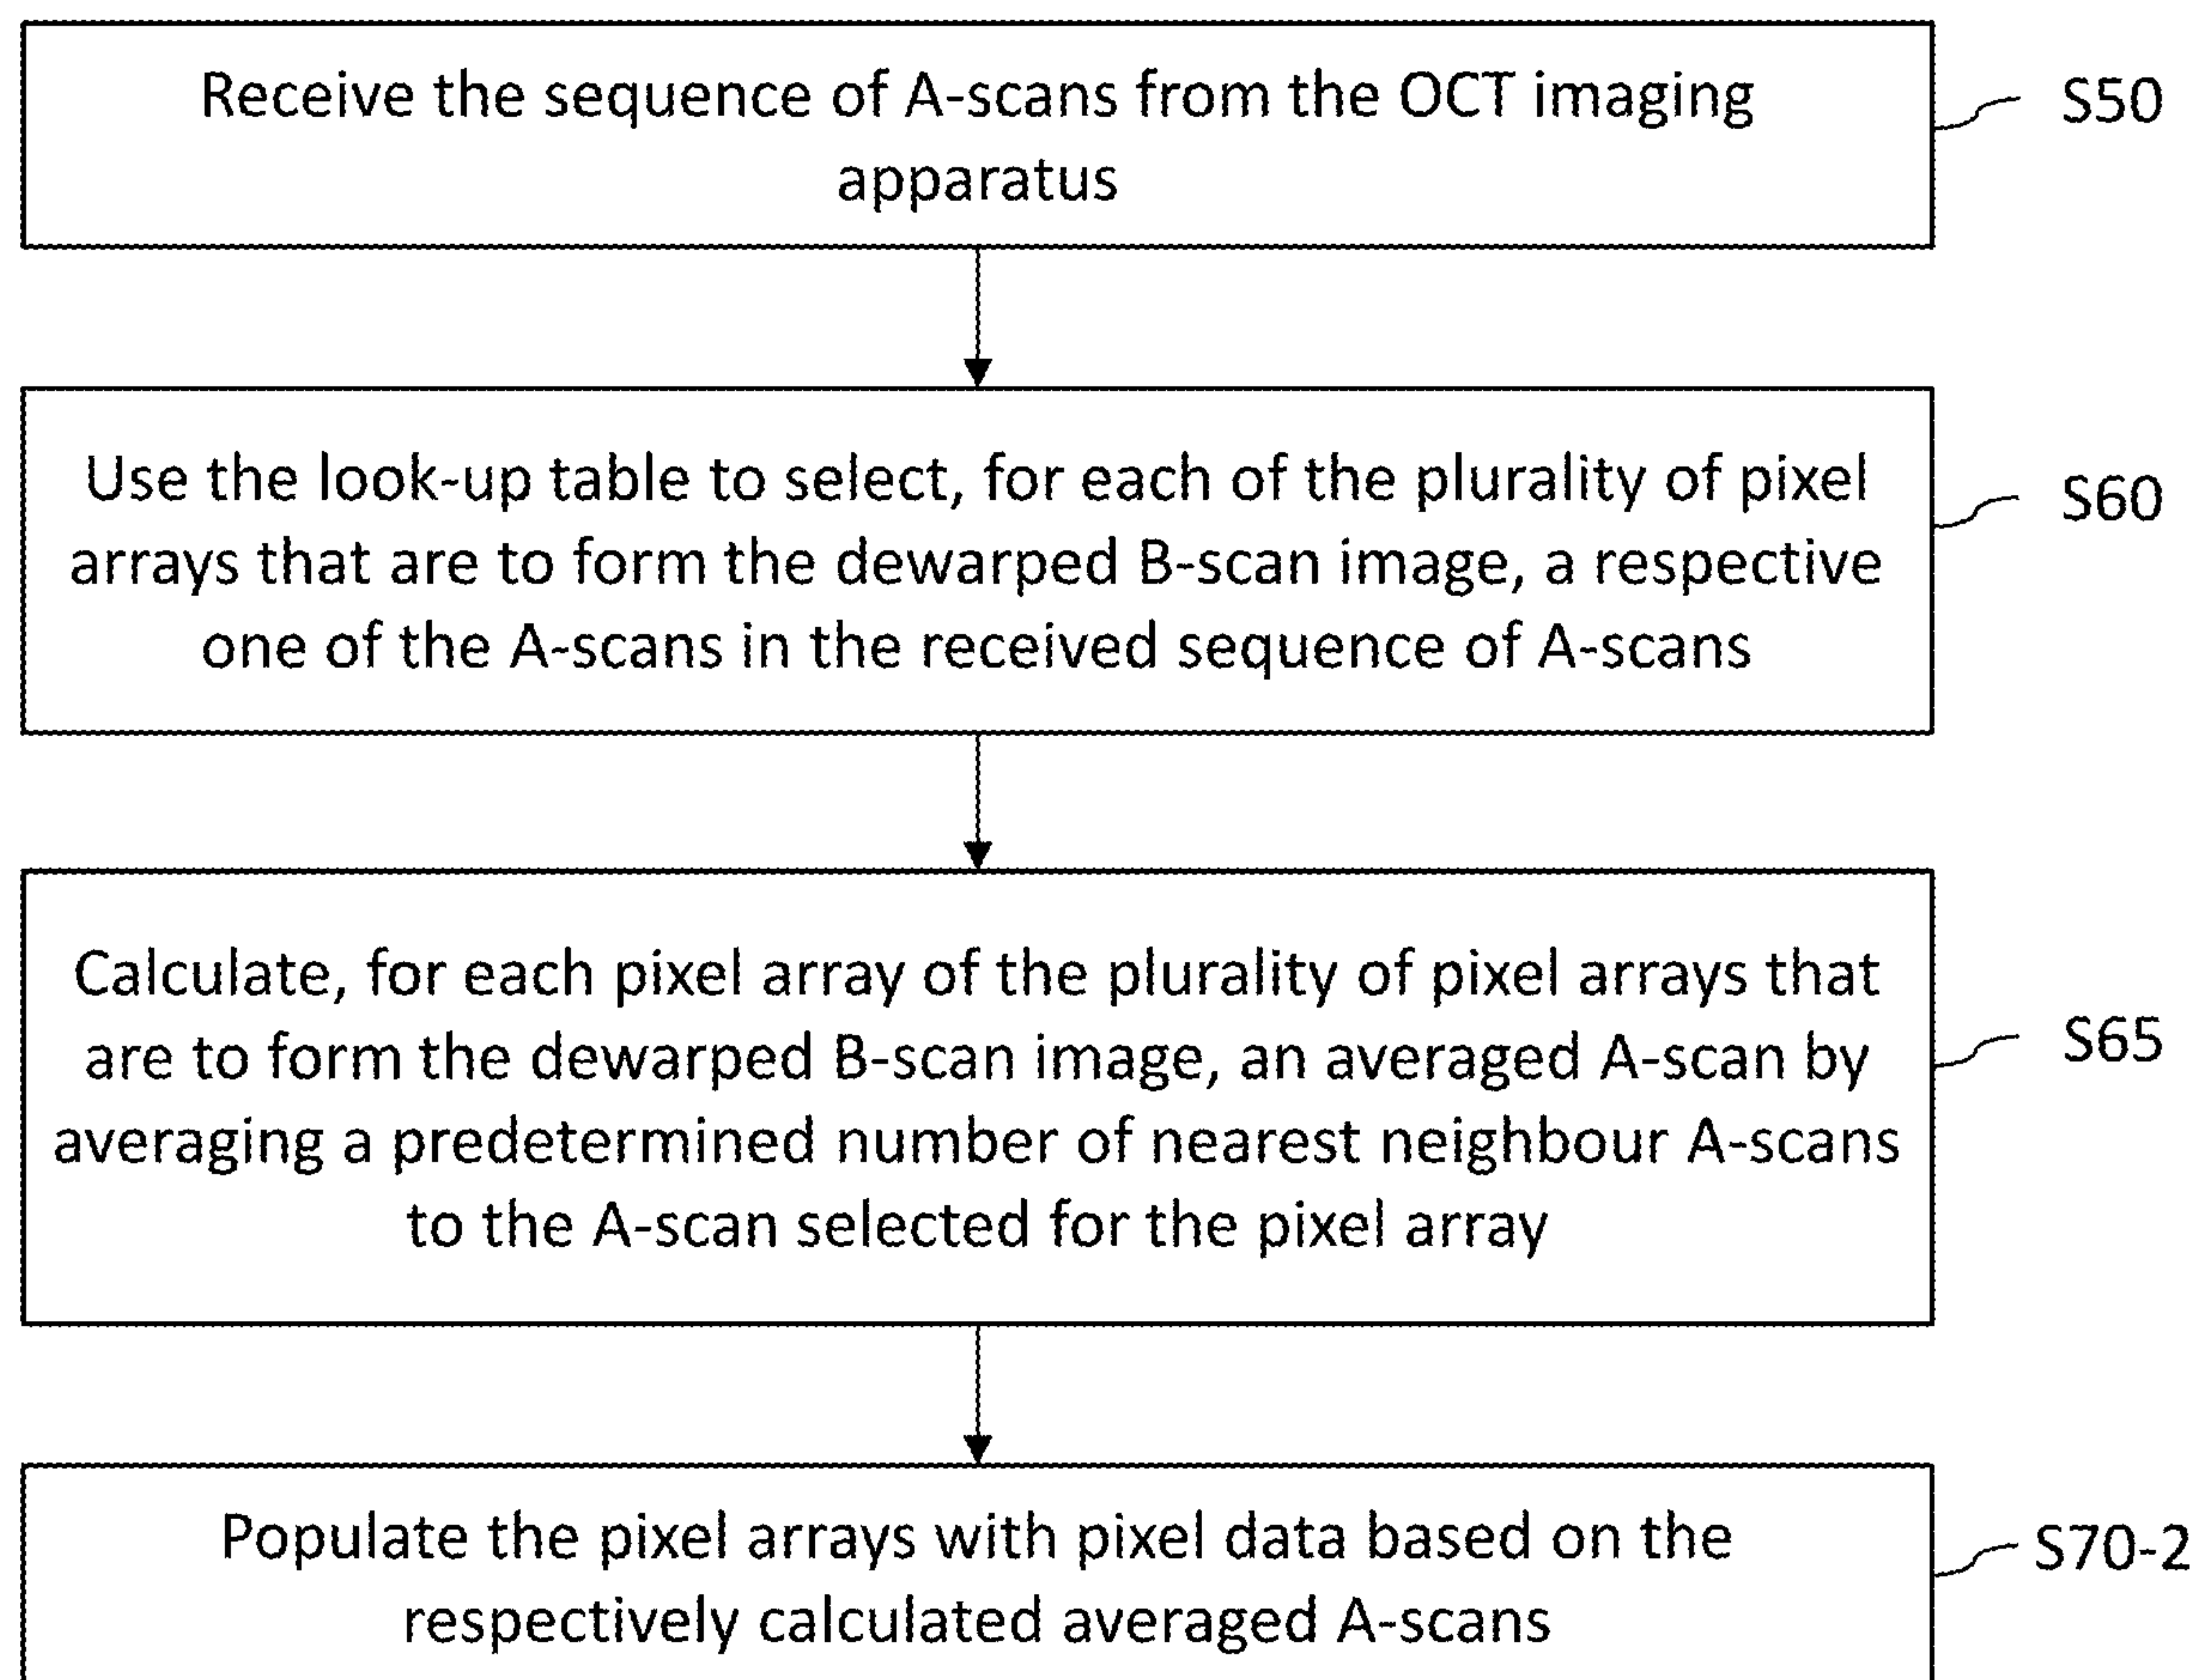 Receive the sequence of A-scans from the OCT imaging
apparatus
S50
Use the look-up table to select, for each of the plurality of pixel
arrays that are to form the dewarped B-scan image, a respective
one of the A-scans in the received sequence of A-scans
S60
Calculate, for each pixel array of the plurality of pixel arrays that
are to form the dewarped B-scan image, an averaged A-scan by
averaging a predetermined number of nearest neighbour A-scans
to the A-scan selected for the pixel array
S65
Populate the pixel arrays with pixel data based on the
respectively calculated averaged A-scans
S70-2